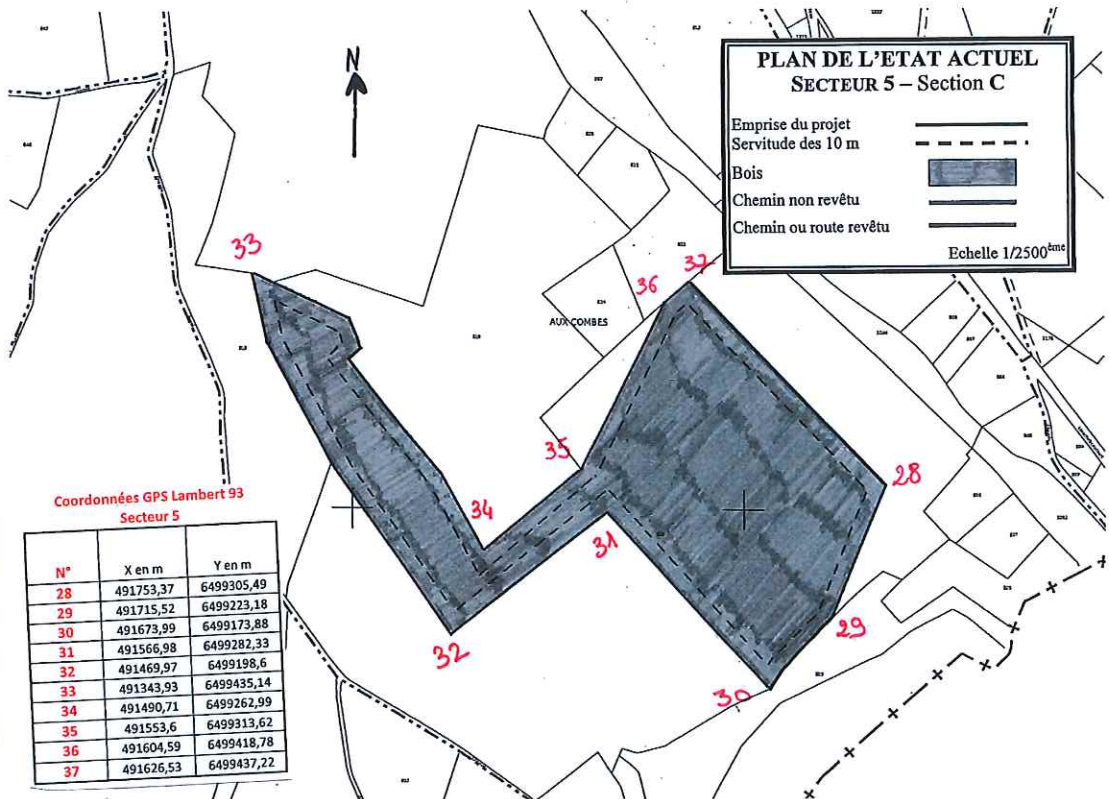 N
PLAN DE L'ETAT ACTUEL
SECTEUR 5 – Section C
Emprise du projet
Servitude des 10 m
Bois
Chemin non revêtu
Chemin ou route revêtu
Echelle 1/2500ème
33
37
36
AUX COMBES
35
28
34
31
29
32
30
Coordonnées GPS Lambert 93
Secteur 5
N° X en m Y en m
28 491753,37 6499305,49
29 491715,52 6499223,18
30 491673,99 6499173,88
31 491566,98 6499282,33
32 491469,97 6499198,6
33 491343,93 6499435,14
34 491490,71 6499262,99
35 491553,6 6499313,62
36 491604,59 6499418,78
37 491626,53 6499437,22